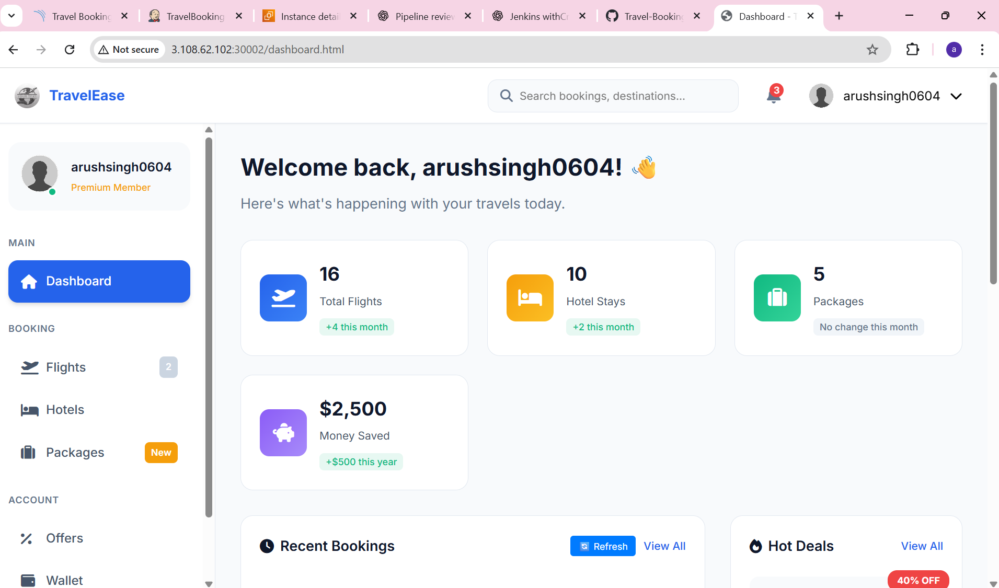 Travel Booking
TravelBooking
Instance detail
Pipeline review
Jenkins withCr
Travel-Booking
Dashboard - T
Not secure
3.108.62.102:30002/dashboard.html
a
TravelEase
Search bookings, destinations...
3
arushsingh0604
arushsingh0604
Premium Member
MAIN
Dashboard
BOOKING
Flights
2
Hotels
Packages
New
ACCOUNT
Offers
Wallet
Welcome back, arushsingh0604! 👋
Here's what's happening with your travels today.
16
Total Flights
+4 this month
10
Hotel Stays
+2 this month
5
Packages
No change this month
$2,500
Money Saved
+$500 this year
Recent Bookings
Refresh
View All
Hot Deals
View All
40% OFF